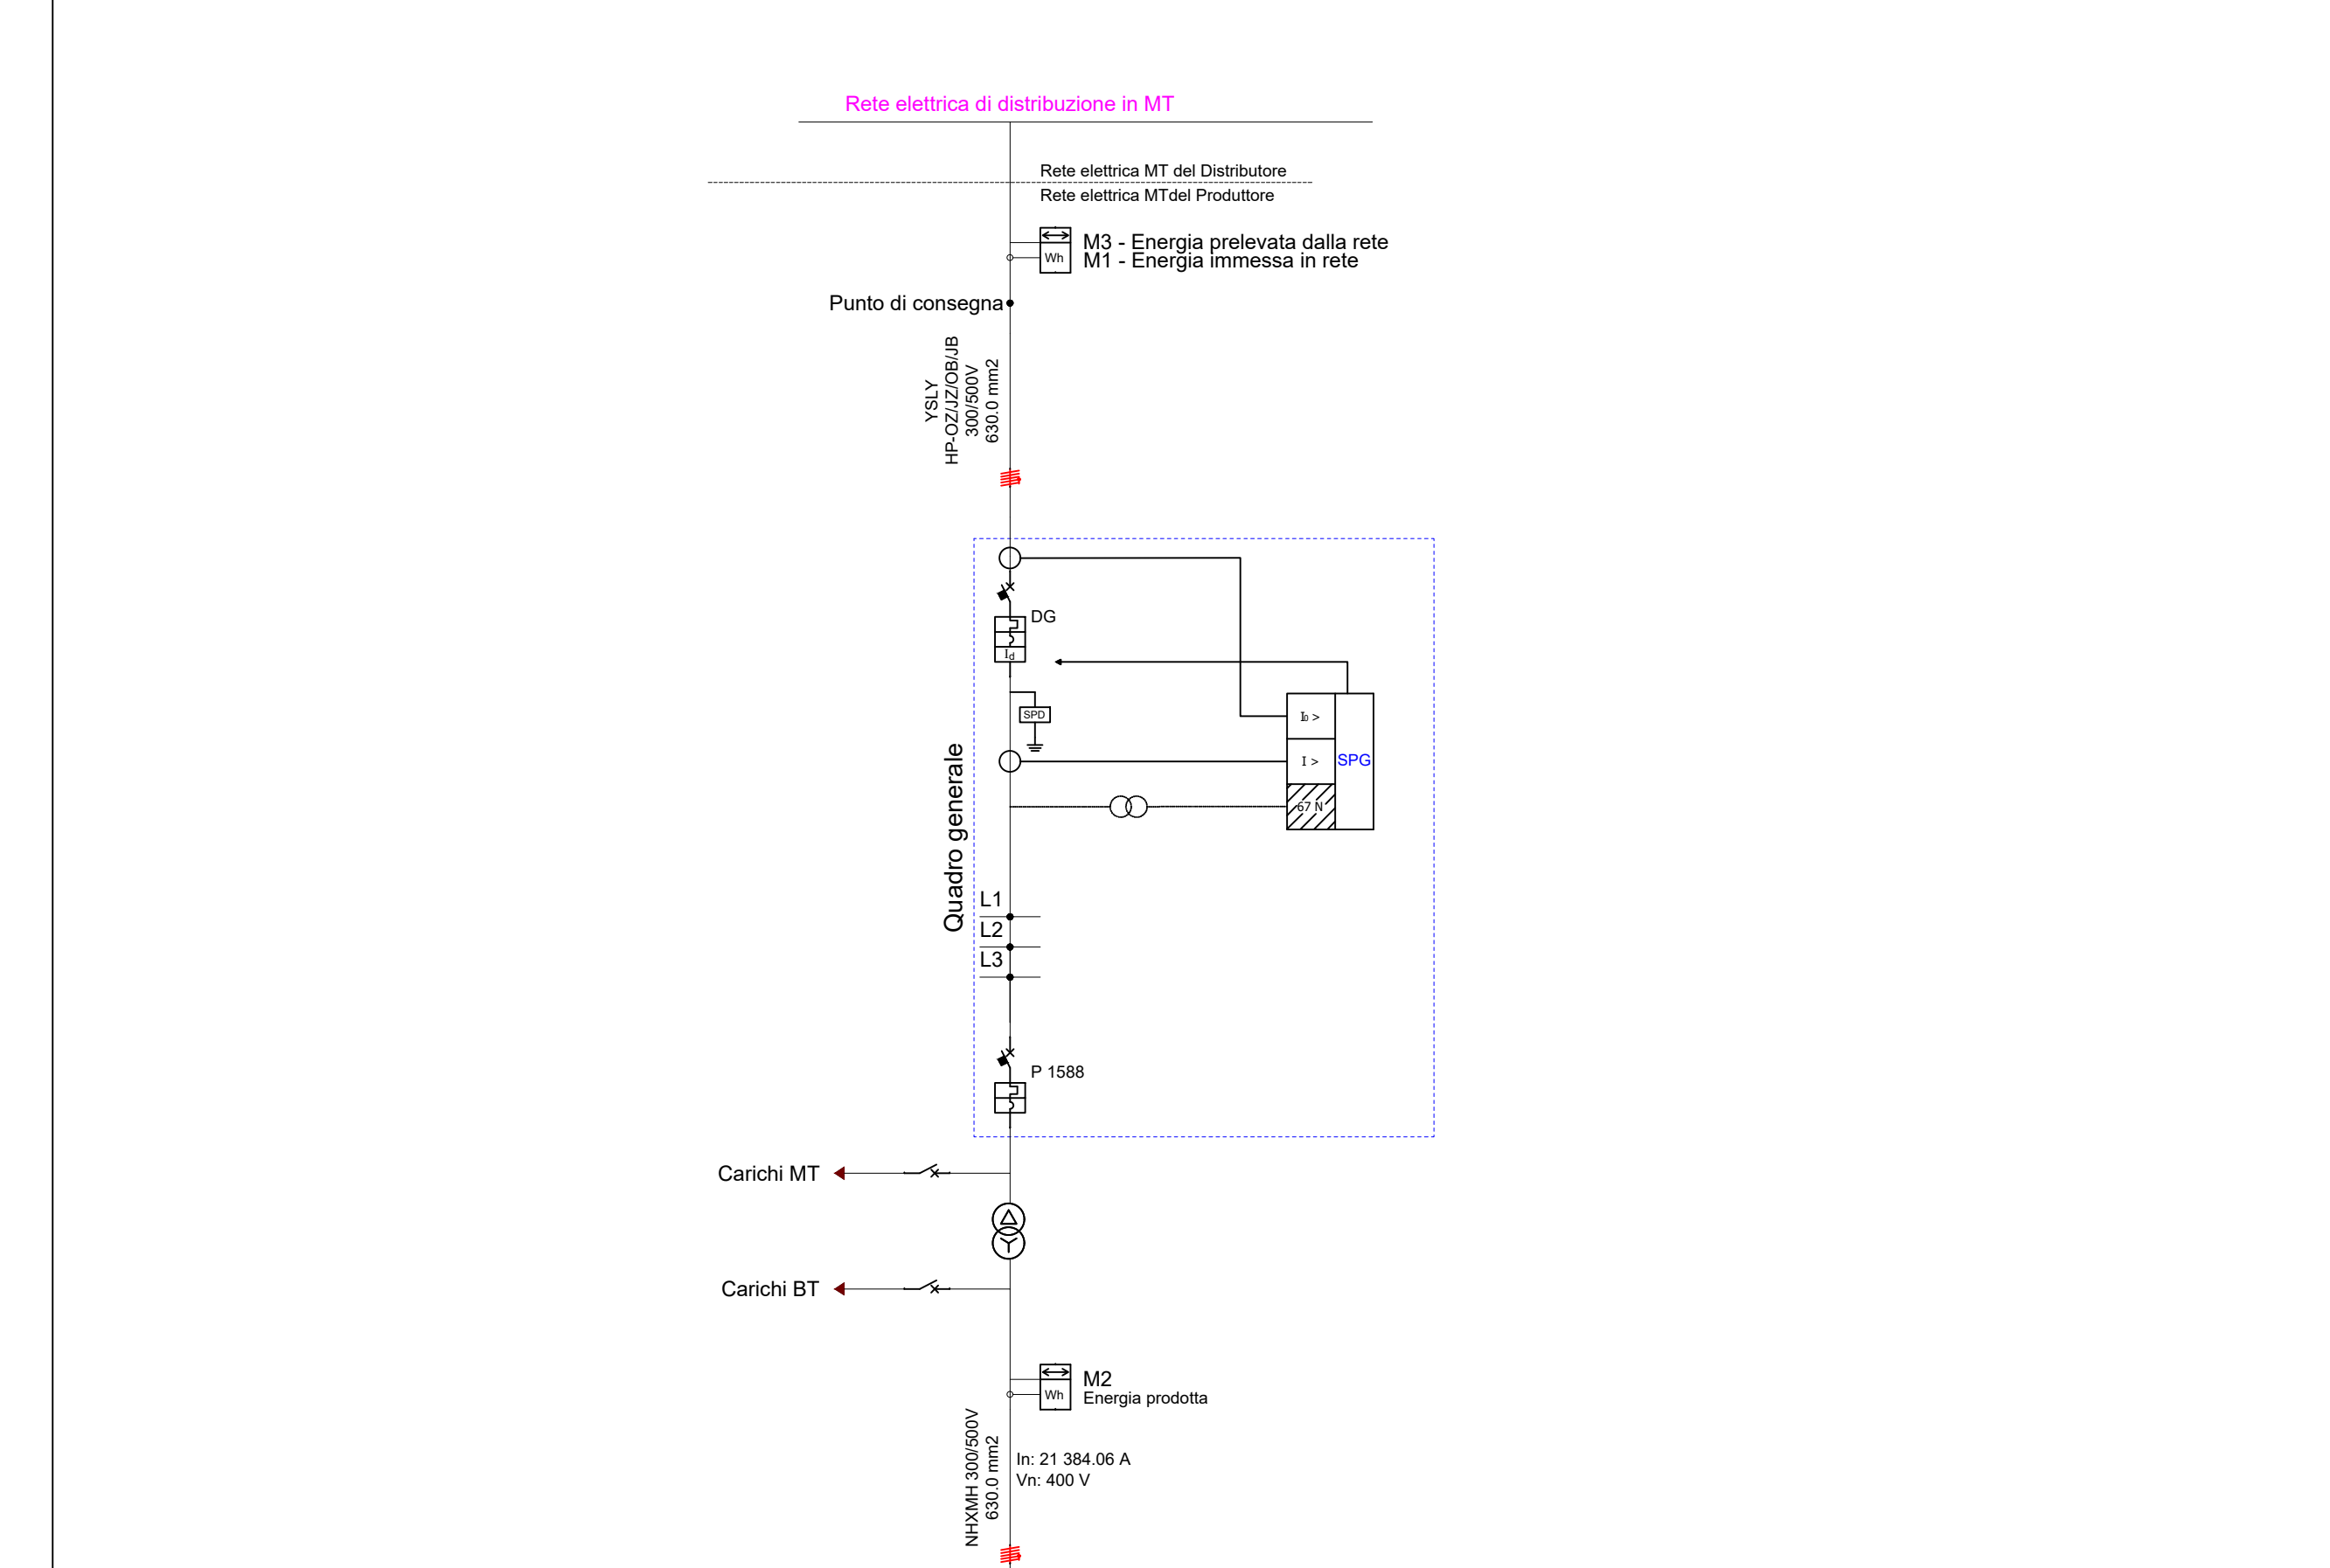 Rete elettrica di distribuzione in MT
Rete elettrica MT del Distributore
Rete elettrica MTdel Produttore
M3 - Energia prelevata dalla rete
Wh
M1 - Energia immessa in rete
Punto di consegna
YSLY
HP-OZ/JZ/OB/JB
300/500V
630.0 mm2
DG
Id
SPD
I0 >
I >
SPG
67 N
Quadro generale
L1
L2
L3
P 1588
Carichi MT
Carichi BT
M2
Wh
Energia prodotta
NHXMH 300/500V
630.0 mm2
In: 21 384.06 A
Vn: 400 V